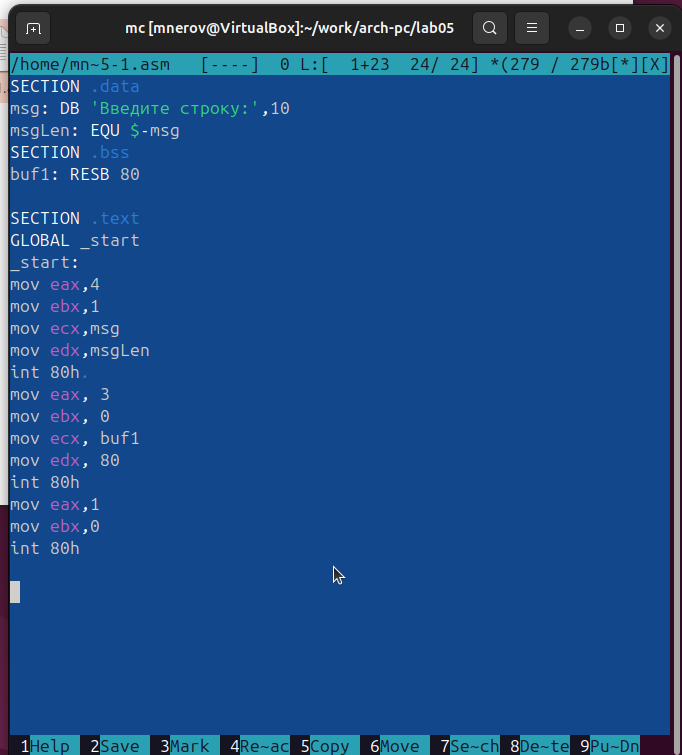 mc [mnerov@VirtualBox]:~/work/arch-pc/lab05
/home/mn~5-1.asm [----] 0 L:[ 1+23 24/ 24] *(279 / 279b[*][X]
SECTION .data
msg: DB 'Введите строку:',10
msgLen: EQU $-msg
SECTION .bss
buf1: RESB 80
SECTION .text
GLOBAL _start
_start:
mov eax,4
mov ebx,1
mov ecx,msg
mov edx,msgLen
int 80h.
mov eax, 3
mov ebx, 0
mov ecx, buf1
mov edx, 80
int 80h
mov eax,1
mov ebx,0
int 80h
1Help 2Save 3Mark 4Re~ac 5Copy 6Move 7Se~ch 8De~te 9Pu~Dn